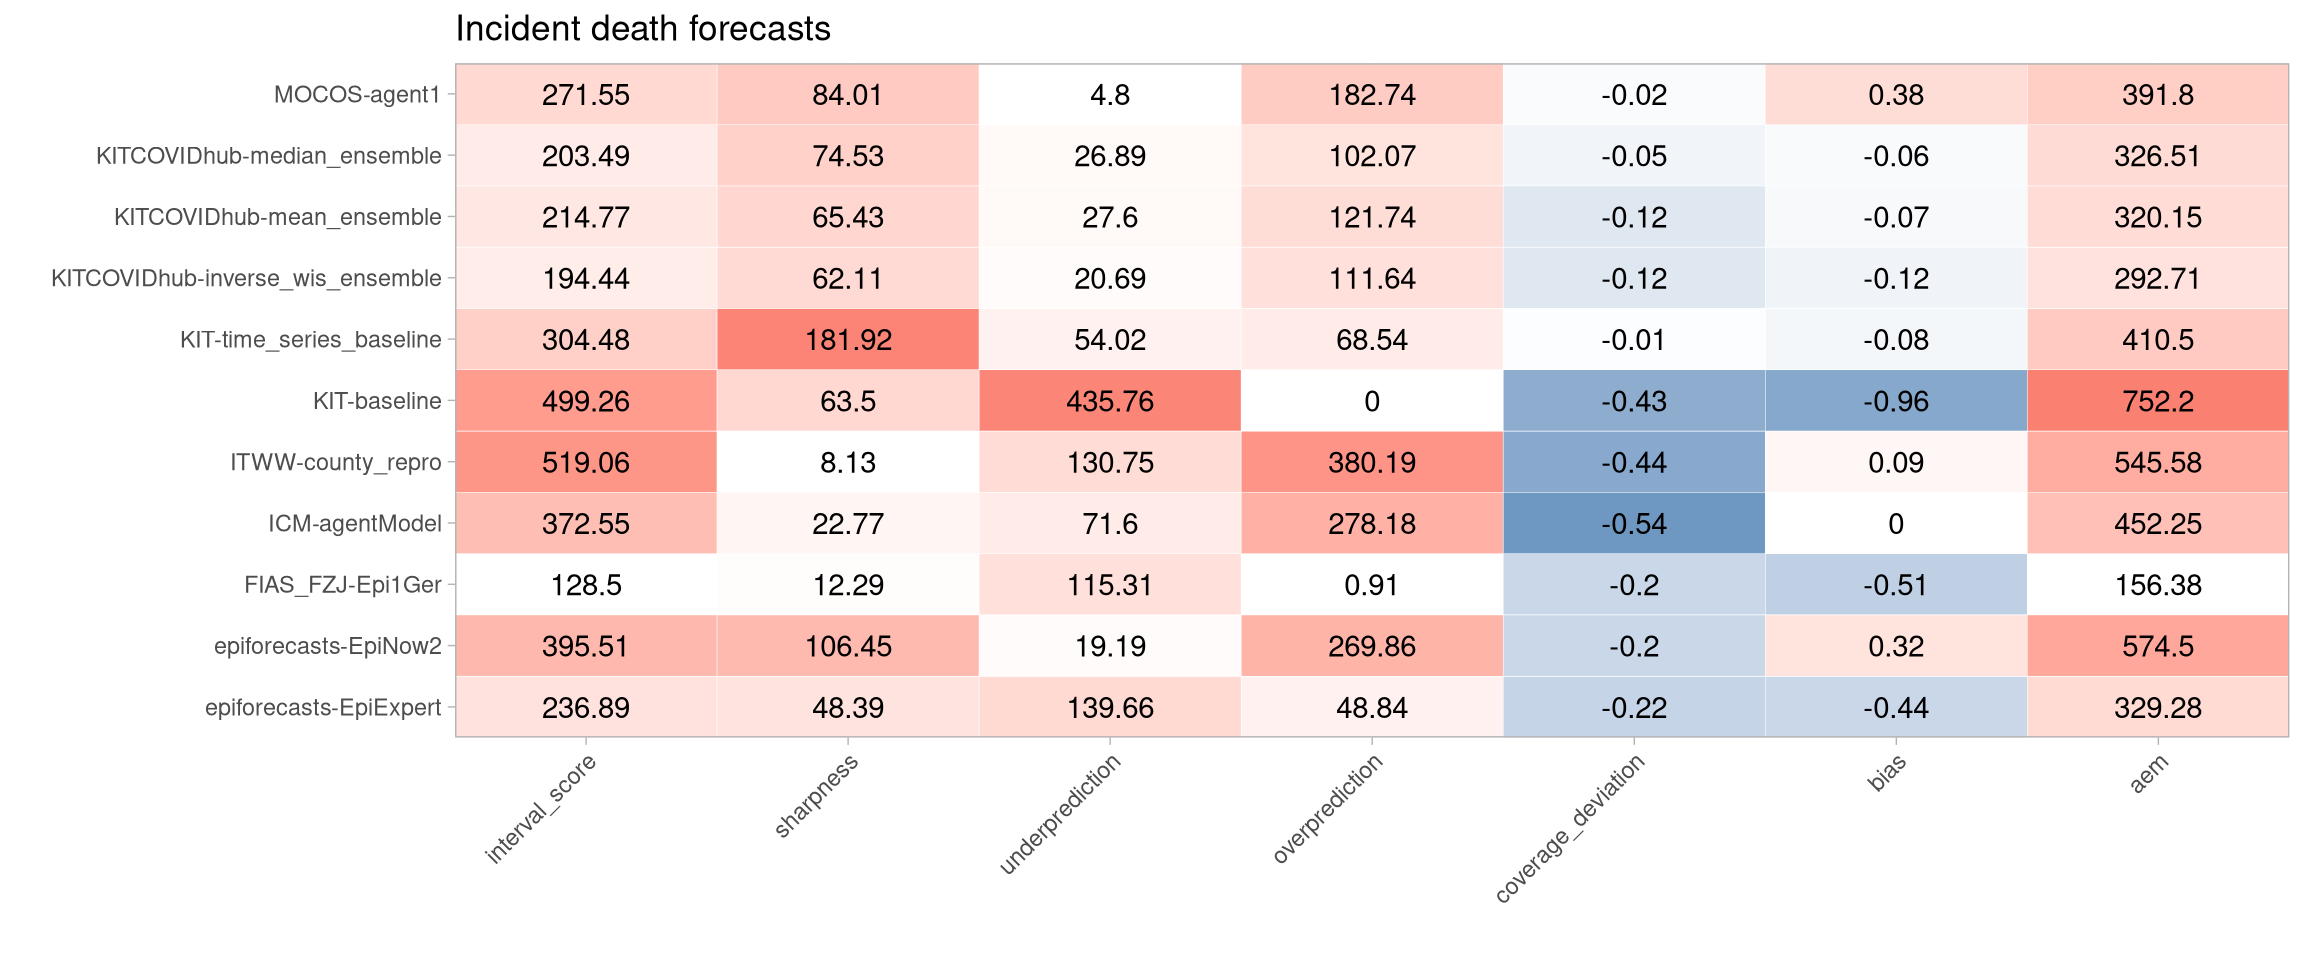 Incident death forecasts
MOCOS-agent1 271.55 84.01 4.8 182.74 -0.02 0.38 391.8
KITCOVIDhub-median_ensemble 203.49 74.53 26.89 102.07 -0.05 -0.06 326.51
KITCOVIDhub-mean_ensemble 214.77 65.43 27.6 121.74 -0.12 -0.07 320.15
KITCOVIDhub-inverse_wis_ensemble 194.44 62.11 20.69 111.64 -0.12 -0.12 292.71
KIT-time_series_baseline 304.48 181.92 54.02 68.54 -0.01 -0.08 410.5
KIT-baseline 499.26 63.5 435.76 0 -0.43 -0.96 752.2
ITWW-county_repro 519.06 8.13 130.75 380.19 -0.44 0.09 545.58
ICM-agentModel 372.55 22.77 71.6 278.18 -0.54 0 452.25
FIAS_FZJ-Epi1Ger 128.5 12.29 115.31 0.91 -0.2 -0.51 156.38
epiforecasts-EpiNow2 395.51 106.45 19.19 269.86 -0.2 0.32 574.5
epiforecasts-EpiExpert 236.89 48.39 139.66 48.84 -0.22 -0.44 329.28
interval_score sharpness underprediction overprediction coverage_deviation bias aem